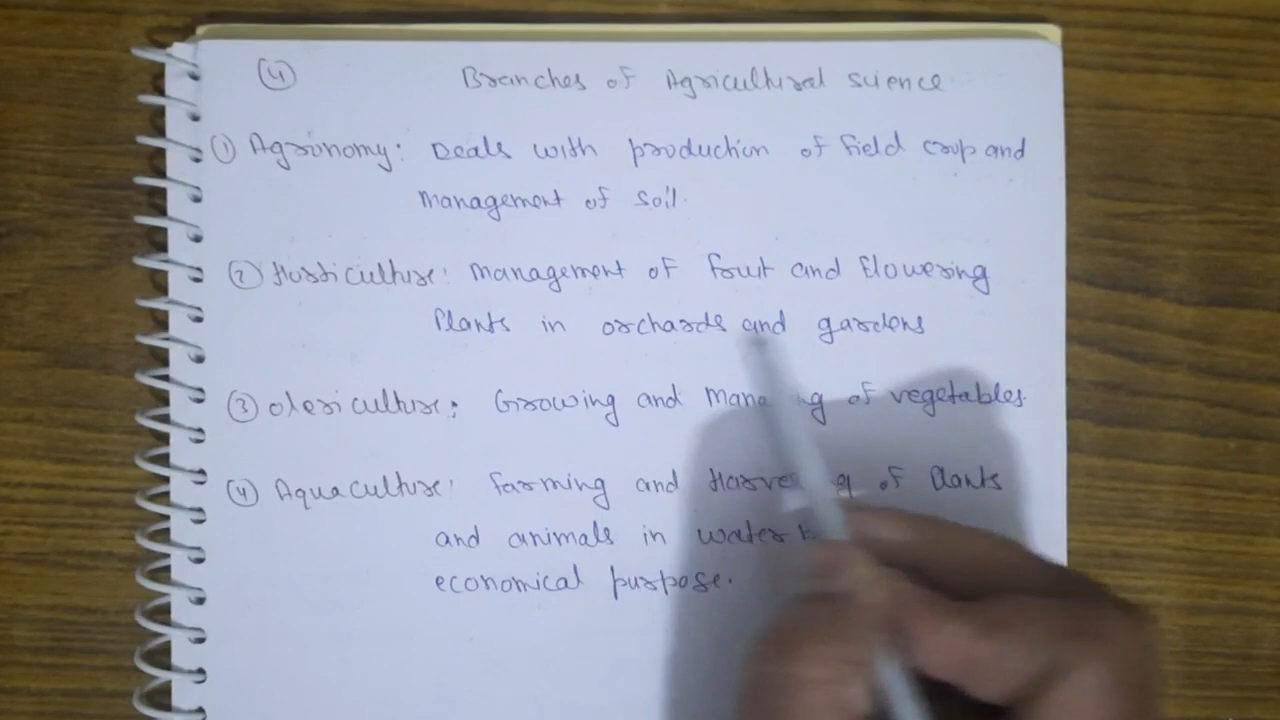 4 Branches of Agricultural science
1 Agronomy: Deals with production of field crop and
management of soil.
2 Horticulture: management of fruit and flowering
Plants in orchards and gardens
3 olericulture: Growing and of vegetables.
4 Aquaculture: farming and of Plants
and animals in water
economical purpose.